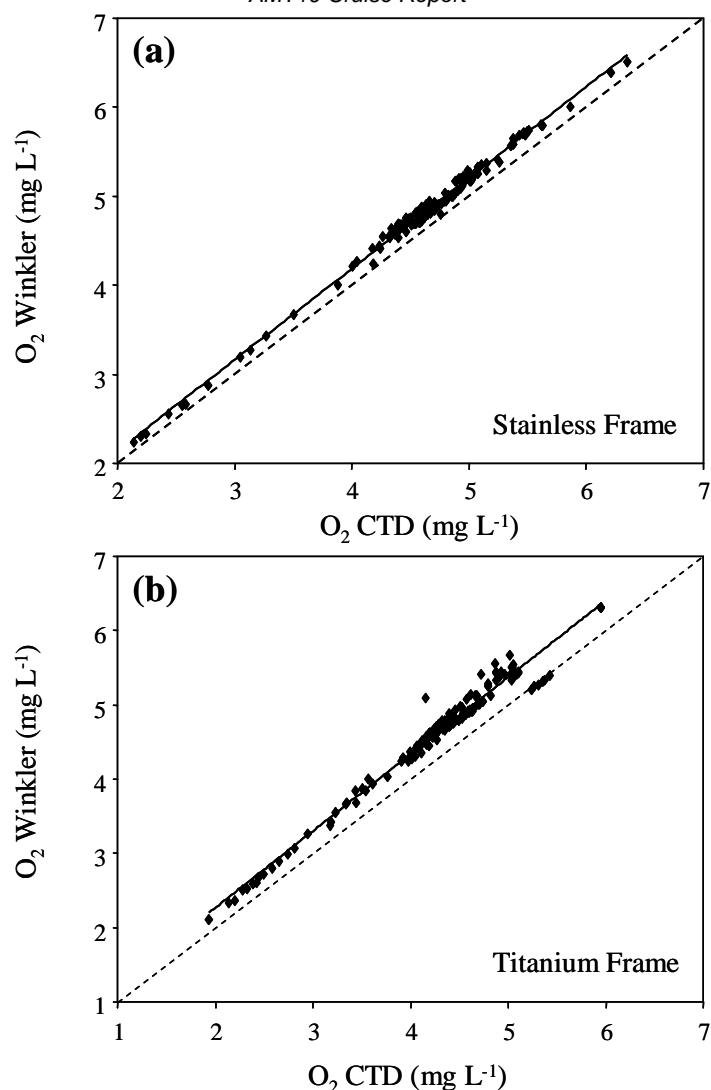 AMT15 Cruise Report
(a)
7
6
5
4
3
2
O2 Winkler (mg L-1)
Stainless Frame
2 3 4 5 6 7
O2 CTD (mg L-1)
(b)
7
6
5
4
3
2
1
O2 Winkler (mg L-1)
Titanium Frame
1 2 3 4 5 6 7
O2 CTD (mg L-1)